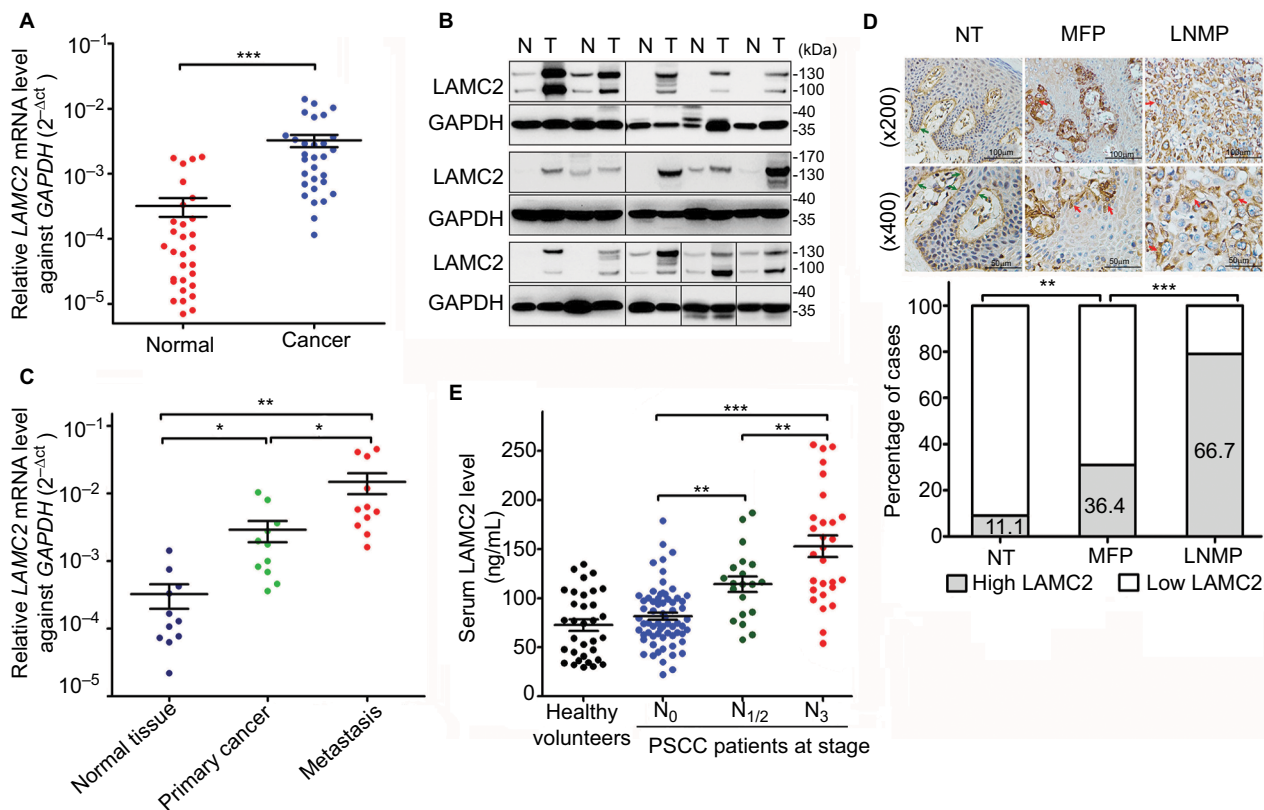 A
Relative LAMC2 mRNA level
against GAPDH (2−Δct)
10−1
10−2
10−3
10−4
10−5
***
Normal
Cancer
B
N T N T N T N T N T (kDa)
LAMC2
-130
-100
GAPDH
-40
-35
LAMC2
-170
-130
GAPDH
-40
-35
LAMC2
-130
-100
GAPDH
-40
-35
C
Relative LAMC2 mRNA level
against GAPDH (2−Δct)
10−1
10−2
10−3
10−4
10−5
**
*
*
Normal tissue
Primary cancer
Metastasis
D
NT MFP LNMP
(x200)
100μm
100μm
100μm
(x400)
50μm
50μm
50μm
Percentage of cases
100
80
60
40
20
0
**
***
11.1
36.4
66.7
NT MFP LNMP
High LAMC2 Low LAMC2
E
Serum LAMC2 level
(ng/mL)
250
200
150
100
50
0
***
**
**
Healthy
volunteers
N0 N1/2 N3
PSCC patients at stage